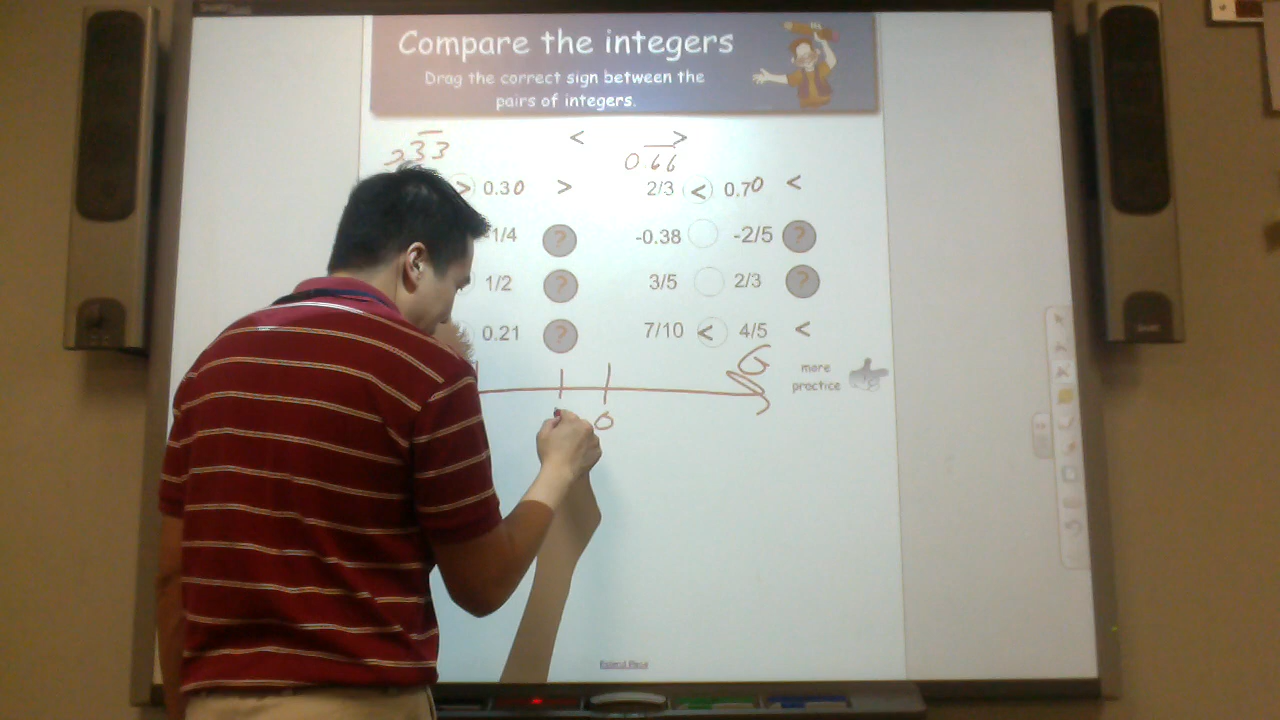 Compare the integers
Drag the correct sign between the
pairs of integers.
< >
.33 0.66
> 0.30 > 2/3 < 0.70 <
-1/4 ? -0.38 -2/5 ?
1/2 ? 3/5 2/3 ?
0.21 ? 7/10 < 4/5 <
G
more
practice
0